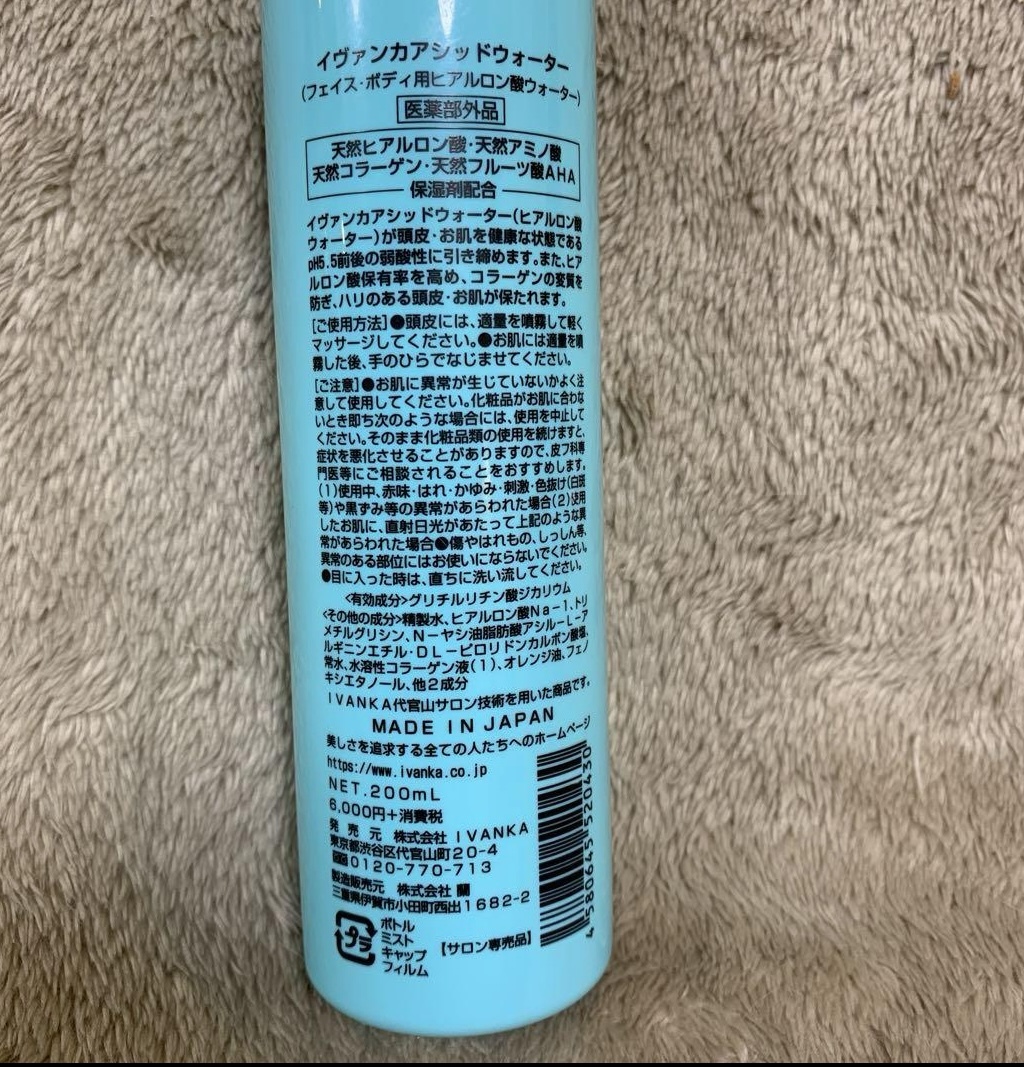 イヴァンカアシッドウォーター
(フェイス・ボディ用ヒアルロン酸ウォーター)
医薬部外品
天然ヒアルロン酸・天然アミノ酸
天然コラーゲン・天然フルーツ酸AHA
保湿剤配合
イヴァンカアシッドウォーター(ヒアルロン酸
ウォーター)が頭皮・お肌を健康な状態である
pH5.5前後の弱酸性に引き締めます。また、ヒア
ルロン酸保有率を高め、コラーゲンの変質を
防ぎ、ハリのある頭皮・お肌が保たれます。
[ご使用方法]●頭皮には、適量を噴霧して軽く
マッサージしてください。●お肌には適量を噴
霧した後、手のひらでなじませてください。
[ご注意]●お肌に異常が生じていないかよく注
意して使用してください。化粧品がお肌に合わな
いとき即ち次のような場合には、使用を中止して
ください。そのまま化粧品類の使用を続けますと、
症状を悪化させることがありますので、皮フ科専
門医等にご相談されることをおすすめします。
(1)使用中、赤味・はれ・かゆみ・刺激・色抜け(白斑
等)や黒ずみ等の異常があらわれた場合(2)使用
したお肌に、直射日光があたって上記のような異
常があらわれた場合●傷やはれもの、しっしん等、
異常のある部位にはお使いにならないでください。
●目に入った時は、直ちに洗い流してください。
<有効成分>グリチルリチン酸ジカリウム
<その他の成分>精製水、ヒアルロン酸Na-1、トリ
メチルグリシン、N-ヤシ油脂肪酸アシル-L-ア
ルギニンエチル・DL-ピロリドンカルボン酸塩、
常水、水溶性コラーゲン液(1)、オレンジ油、フェノ
キシエタノール、他2成分
IVANKA代官山サロン技術を用いた商品です。
MADE IN JAPAN
美しさを追求する全ての人たちへのホームページ
https://www.ivanka.co.jp
NET.200mL
6,000円+消費税
発売元 株式会社 IVANKA
東京都渋谷区代官山町20-4
0120-770-713
製造販売元 株式会社 蘭
三重県伊賀市小田町西出1682-2
プラ
ボトル
ミスト
キャップ
フィルム
【サロン専売品】
4580645520430